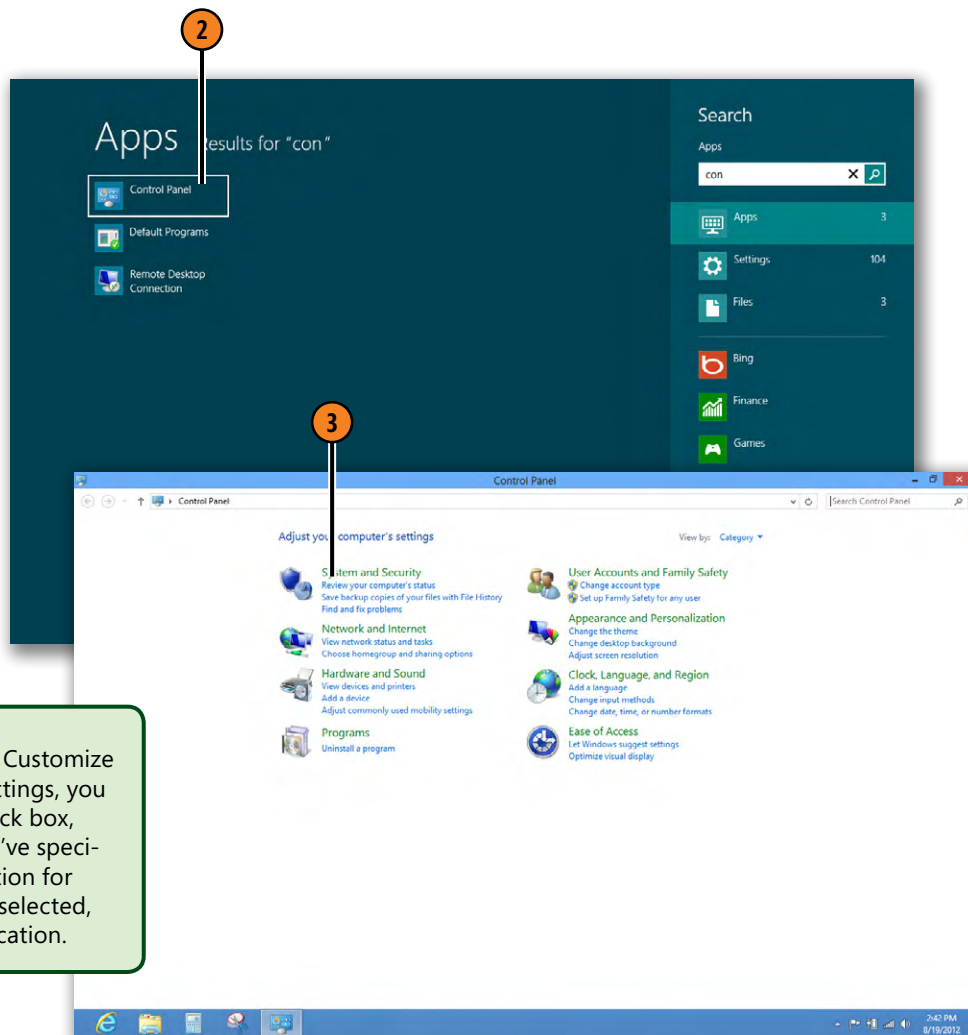 2
Apps Results for "con"
Control Panel
Default Programs
Remote Desktop
Connection
Search
Apps
con
Apps 3
Settings 104
Files 3
Bing
Finance
Games
3
Control Panel
Control Panel
Search Control Panel
Adjust your computer's settings
View by: Category
System and Security
Review your computer's status
Save backup copies of your files with File History
Find and fix problems
Network and Internet
View network status and tasks
Choose homegroup and sharing options
Hardware and Sound
View devices and printers
Add a device
Adjust commonly used mobility settings
Programs
Uninstall a program
User Accounts and Family Safety
Change account type
Set up Family Safety for any user
Appearance and Personalization
Change the theme
Change desktop background
Adjust screen resolution
Clock, Language, and Region
Add a language
Change input methods
Change date, time, or number formats
Ease of Access
Let Windows suggest settings
Optimize visual display
Customize
ttings, you
ck box,
've speci-
tion for
selected,
cation.
2:42 PM
8/19/2012